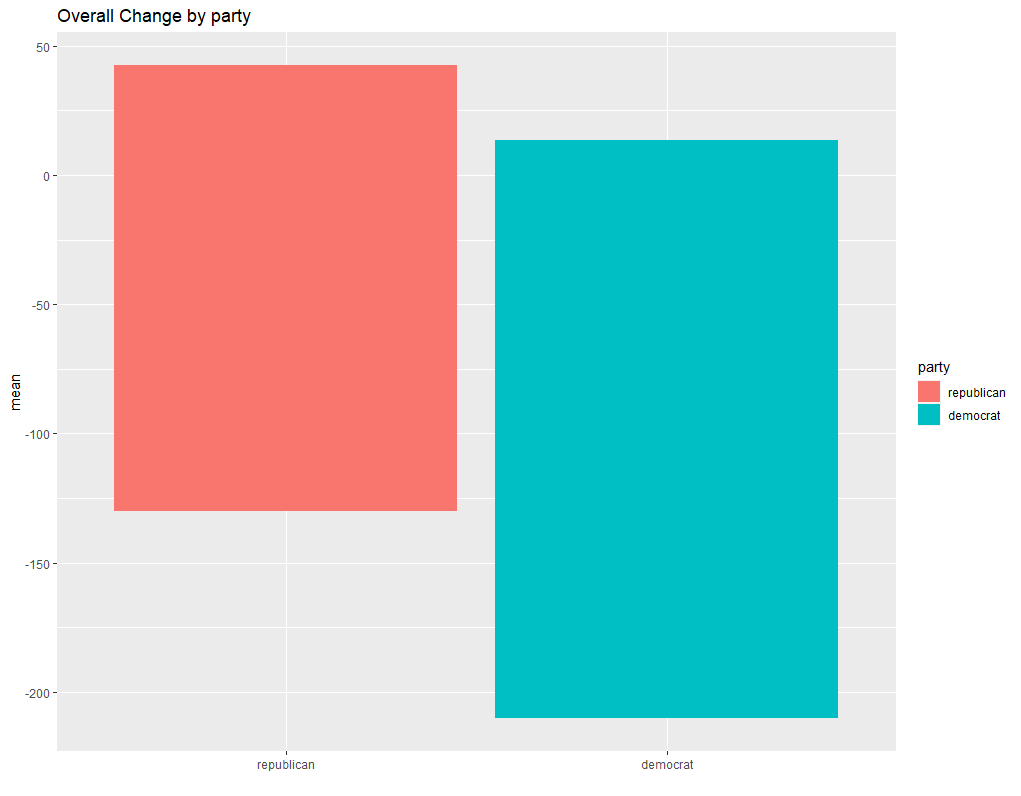 Overall Change by party
50
0
-50
-100
-150
-200
mean
republican
democrat
party
republican
democrat